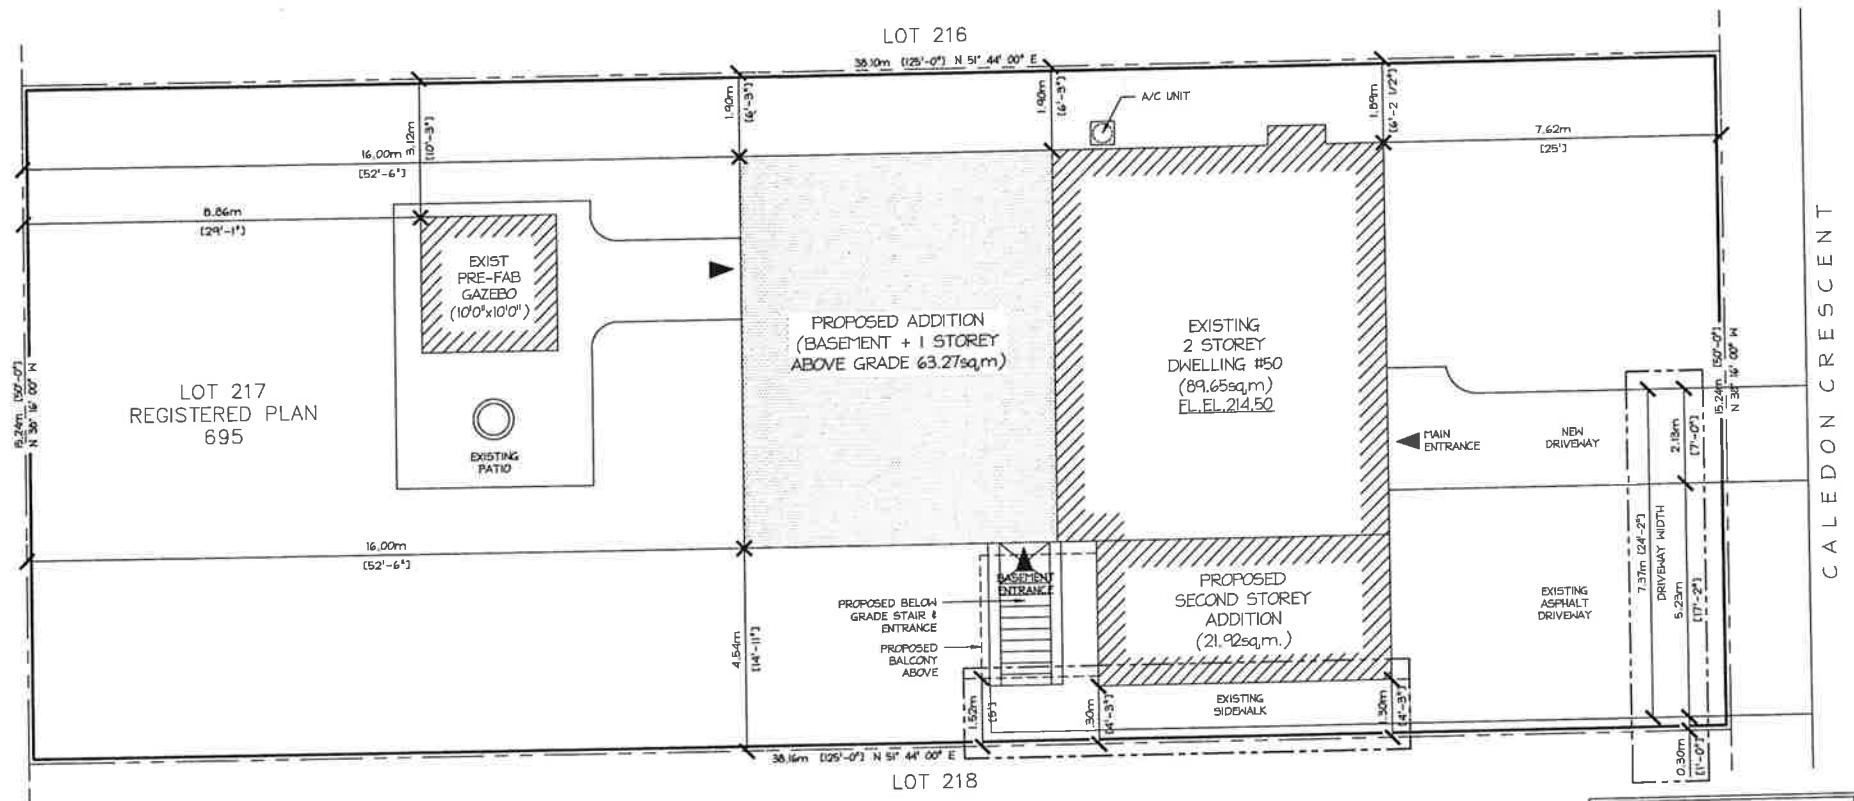 LOT 216
38.10m [125'-0"] N 51° 44' 00" E
1.90m
[6'-3"]
1.90m
[6'-3"]
A/C UNIT
1.89m
[6'-2 1/2"]
7.62m
[25']
3.12m
[10'-3"]
16.00m
[52'-6"]
8.86m
[29'-1"]
EXIST
PRE-FAB
GAZEBO
(10'0"x10'0")
PROPOSED ADDITION
(BASEMENT + 1 STOREY
ABOVE GRADE 63.27sq.m)
EXISTING
2 STOREY
DWELLING #50
(89.65sq.m)
FL.EL.214.50
CALEDON CRESCENT
15.24m [50'-0"]
N 38° 16' 00" W
LOT 217
REGISTERED PLAN
695
EXISTING
PATIO
MAIN
ENTRANCE
NEW
DRIVEWAY
2.13m
[7'-0"]
15.24m [50'-0"]
N 38° 16' 00" W
16.00m
[52'-6"]
BASEMENT
ENTRANCE
PROPOSED BELOW
GRADE STAIR &
ENTRANCE
PROPOSED
BALCONY
ABOVE
PROPOSED
SECOND STOREY
ADDITION
(21.92sq.m.)
EXISTING
ASPHALT
DRIVEWAY
7.37m [24'-2"]
DRIVEWAY WIDTH
5.23m
[17'-2"]
4.54m
[14'-11"]
1.52m
[5']
.30m
[4'-3"]
EXISTING
SIDEWALK
1.30m
[4'-3"]
0.30m
[1'-0"]
38.16m [125'-0"] N 51° 44' 00" E
LOT 218